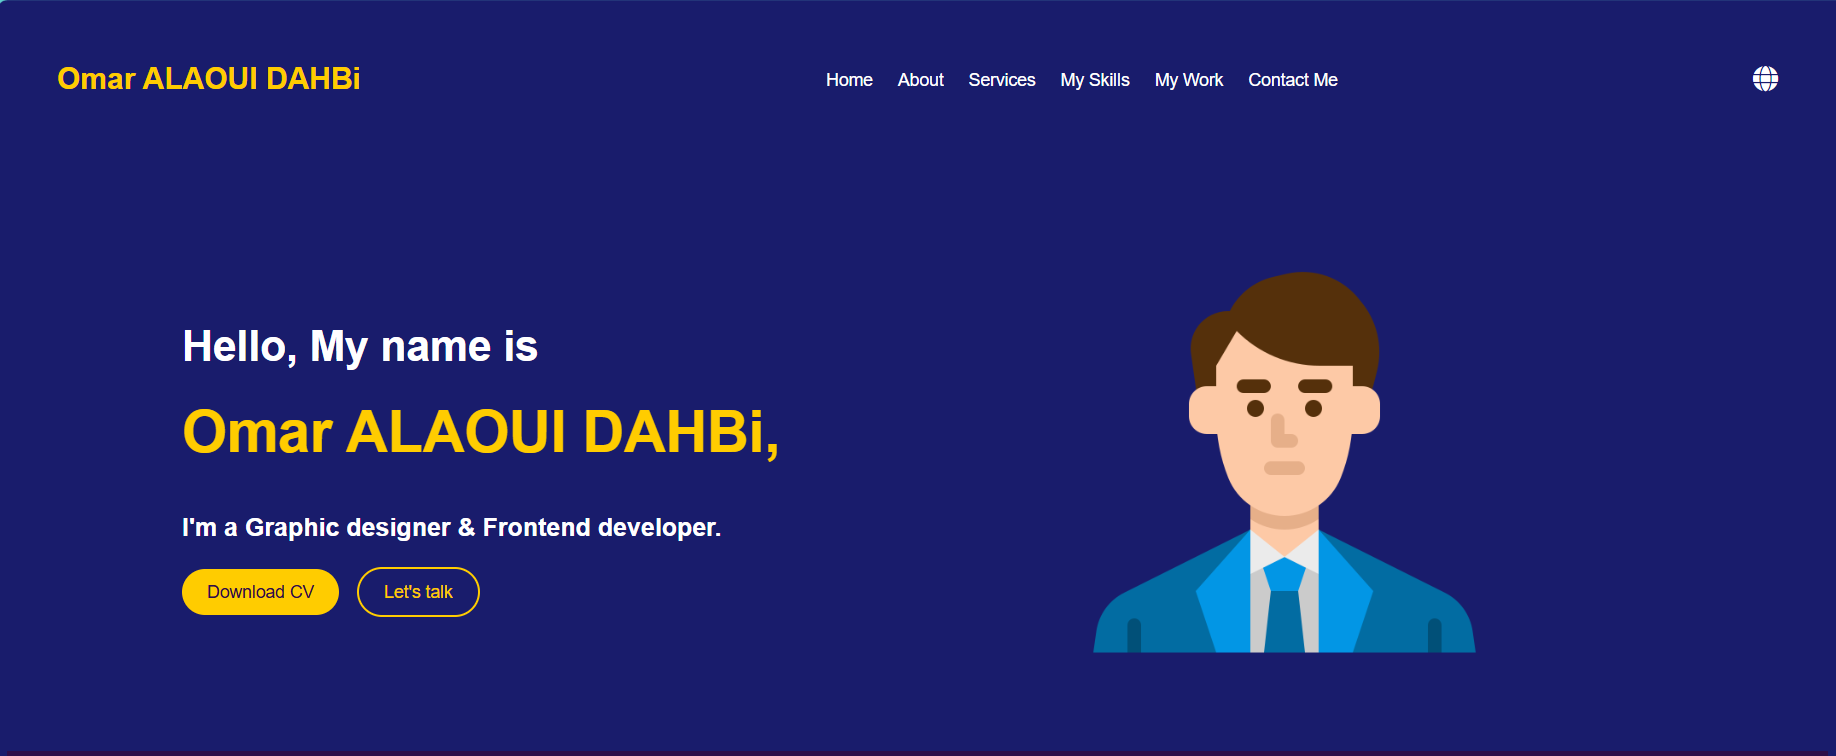 Omar ALAOUI DAHBi
Home About Services My Skills My Work Contact Me
Hello, My name is
Omar ALAOUI DAHBi,
I'm a Graphic designer & Frontend developer.
Download CV Let's talk